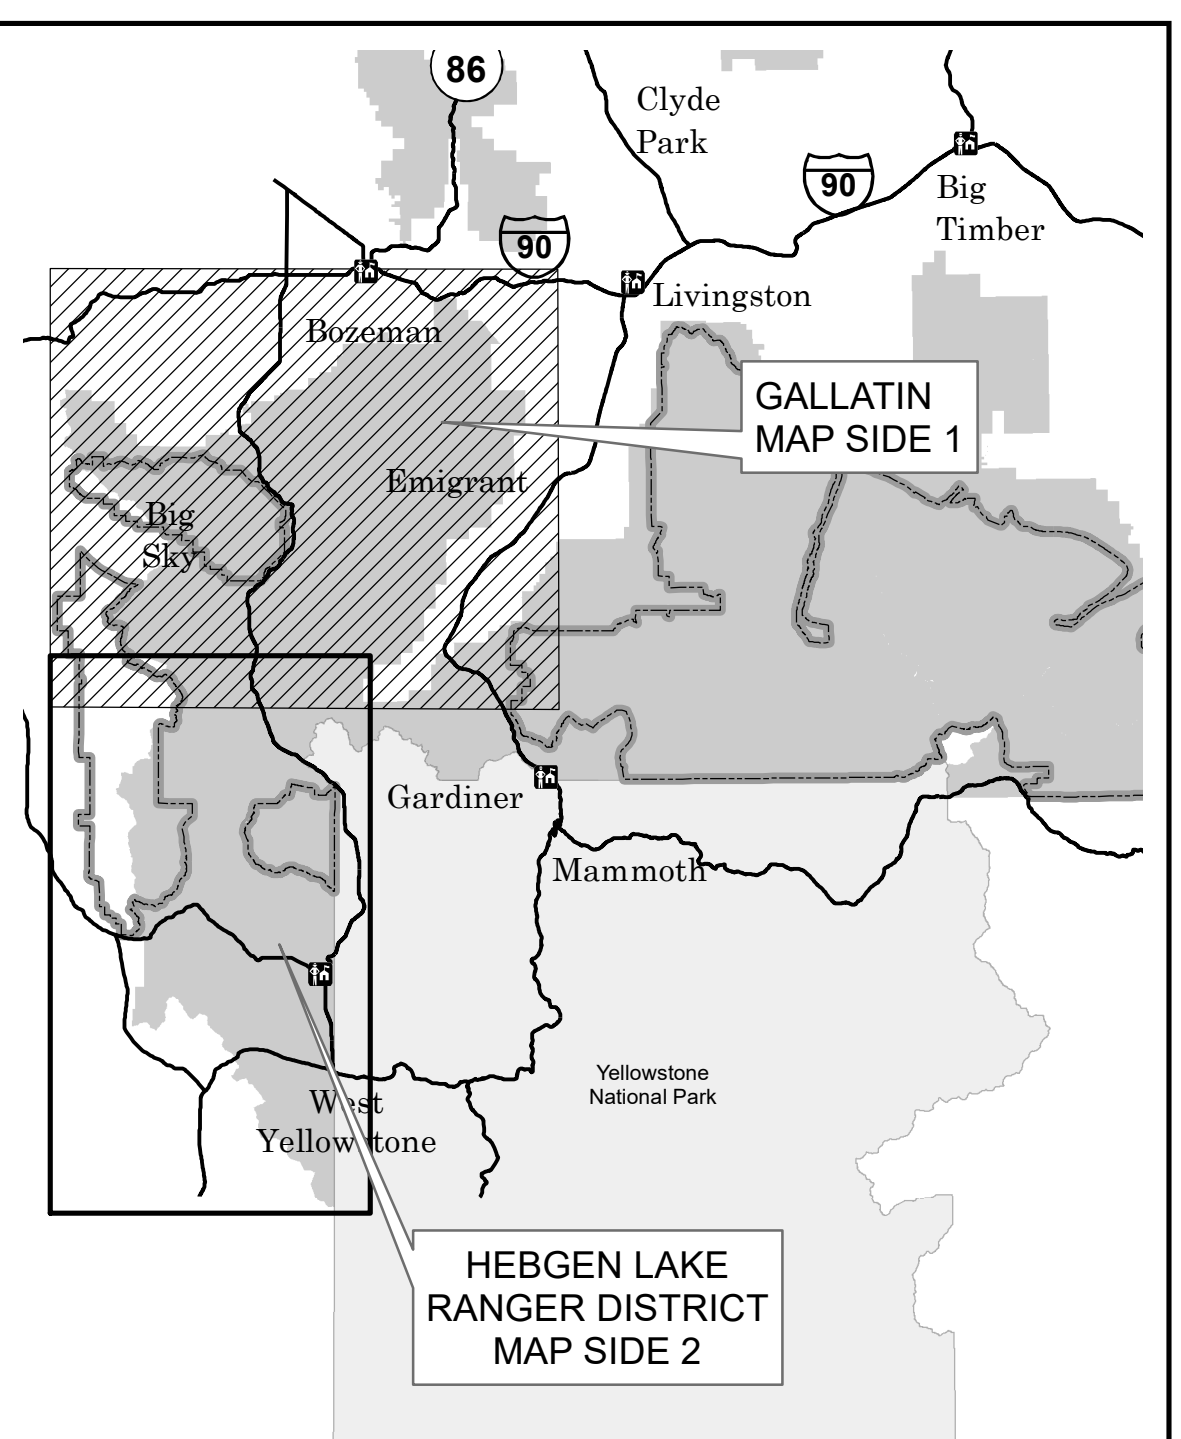 86
Clyde
Park
90
Big
Timber
90
Livingston
Bozeman
GALLATIN
MAP SIDE 1
Emigrant
Big
Sky
Gardiner
Mammoth
Yellowstone
National Park
West
Yellowstone
HEBGEN LAKE
RANGER DISTRICT
MAP SIDE 2